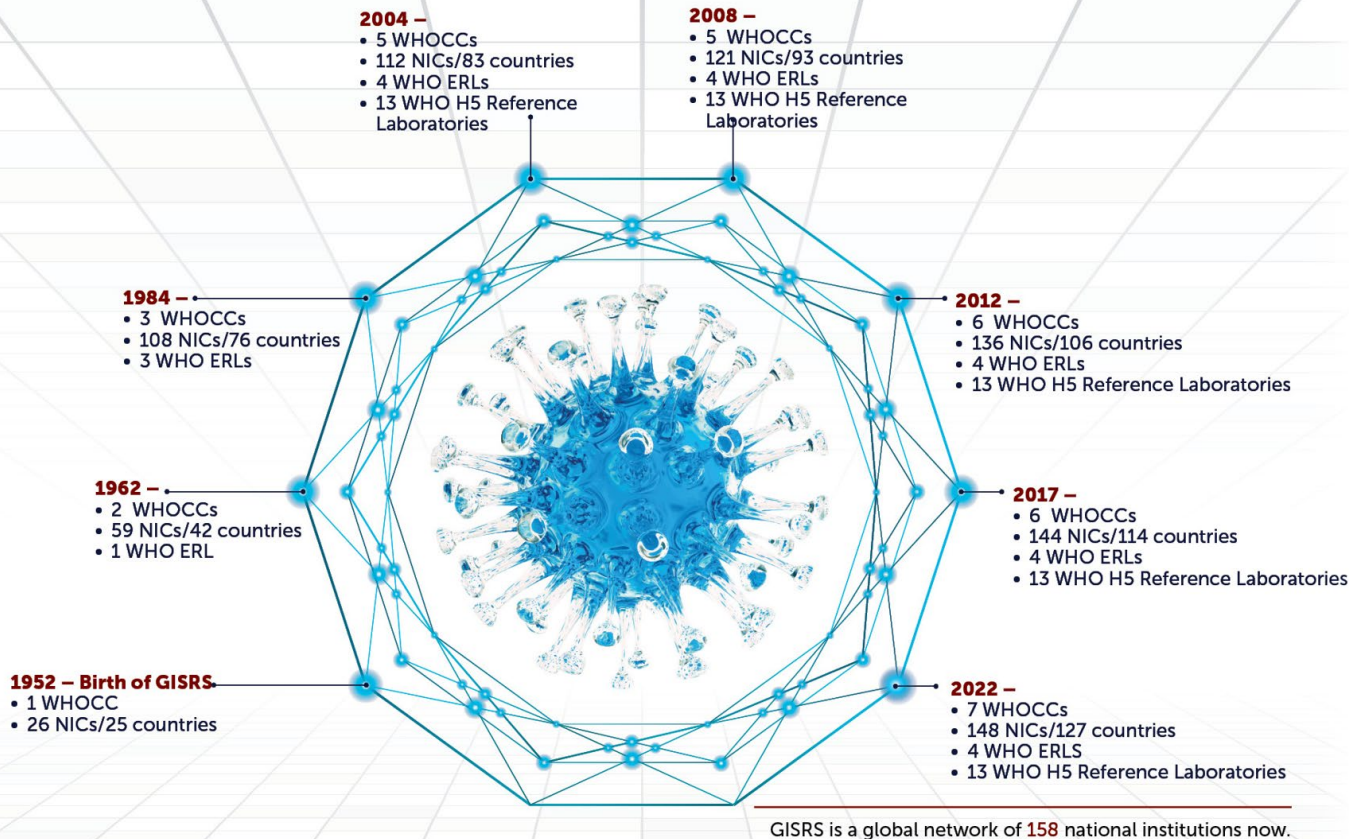 2004 –
• 5 WHOCCs
• 112 NICs/83 countries
• 4 WHO ERLs
• 13 WHO H5 Reference
Laboratories
2008 –
• 5 WHOCCs
• 121 NICs/93 countries
• 4 WHO ERLs
• 13 WHO H5 Reference
Laboratories
1984 –
• 3 WHOCCs
• 108 NICs/76 countries
• 3 WHO ERLs
2012 –
• 6 WHOCCs
• 136 NICs/106 countries
• 4 WHO ERLs
• 13 WHO H5 Reference Laboratories
1962 –
• 2 WHOCCs
• 59 NICs/42 countries
• 1 WHO ERL
2017 –
• 6 WHOCCs
• 144 NICs/114 countries
• 4 WHO ERLs
• 13 WHO H5 Reference Laboratories
1952 – Birth of GISRS
• 1 WHOCC
• 26 NICs/25 countries
2022 –
• 7 WHOCCs
• 148 NICs/127 countries
• 4 WHO ERLS
• 13 WHO H5 Reference Laboratories
GISRS is a global network of 158 national institutions now.